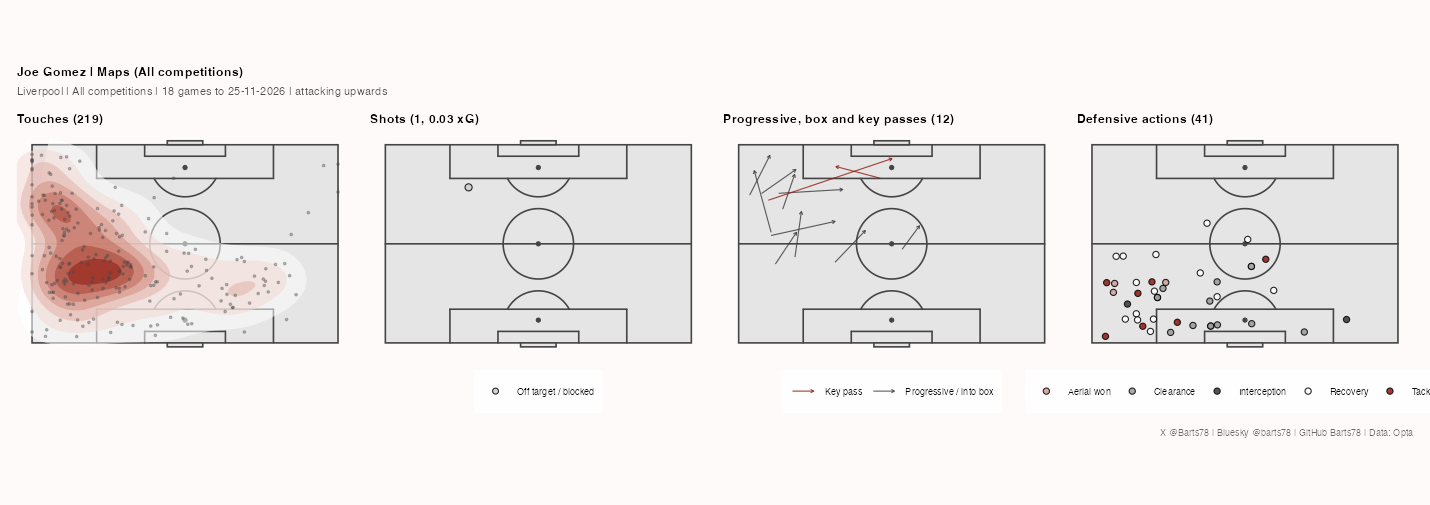 Joe Gomez | Maps (All competitions)
Liverpool | All competitions | 18 games to 25-11-2026 | attacking upwards
Touches (219)
Shots (1, 0.03 xG)
Progressive, box and key passes (12)
Defensive actions (41)
Off target / blocked
Key pass
Progressive / into box
Aerial won
Clearance
Interception
Recovery
Tack
X @Barts78 | Bluesky @barts78 | GitHub Barts78 | Data: Opta